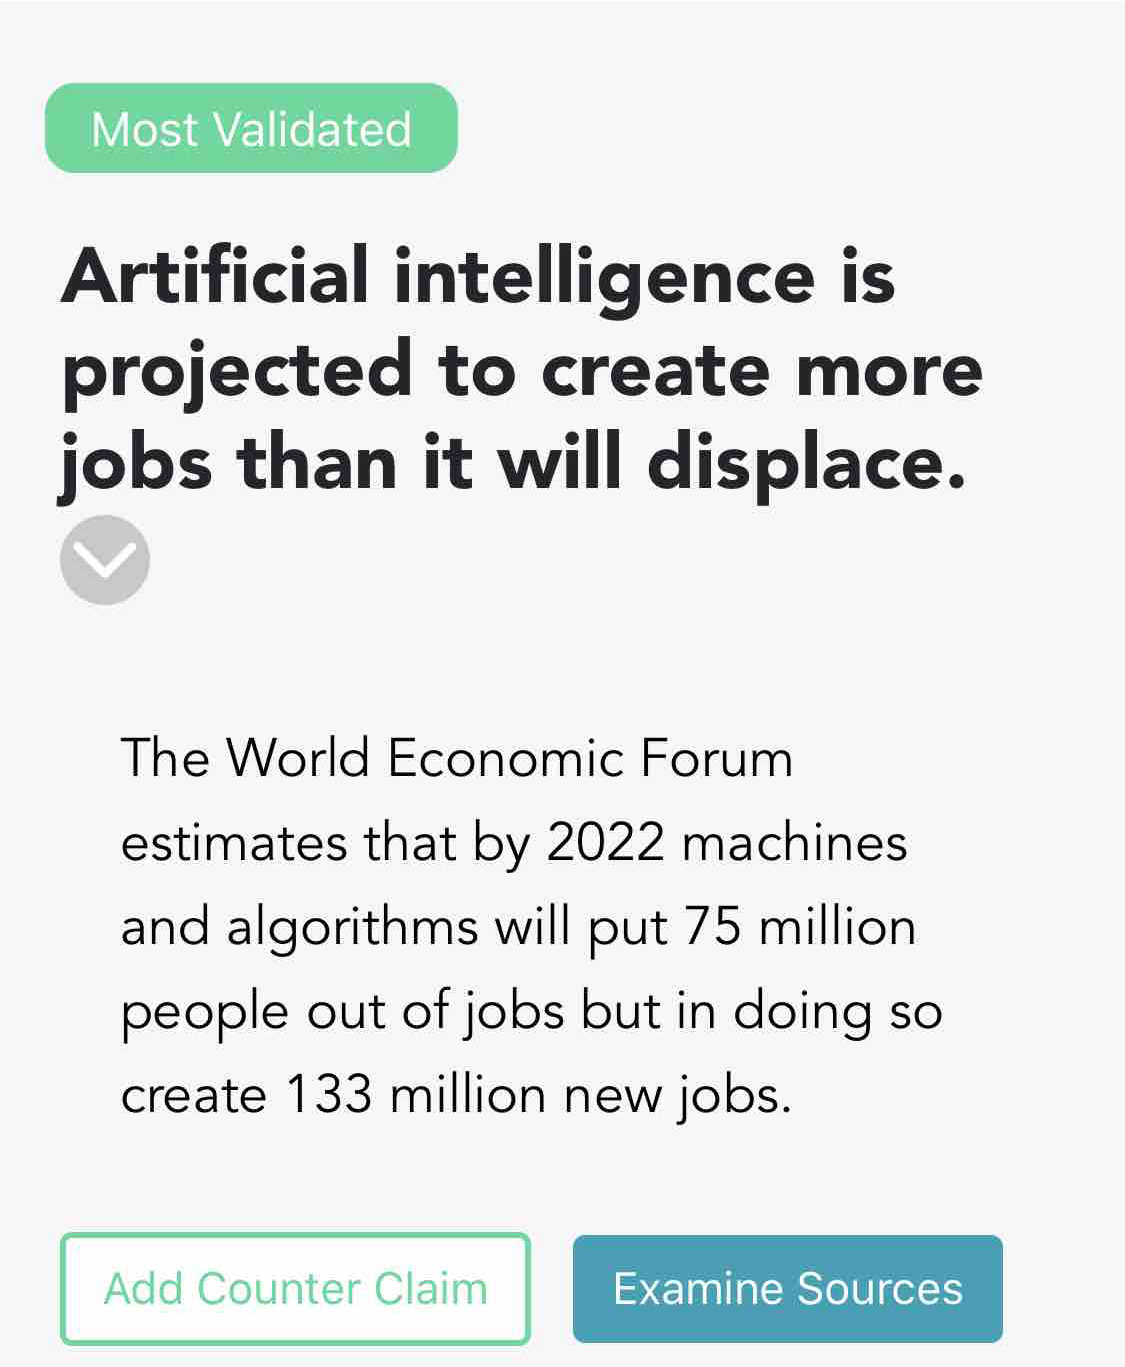 Most Validated
Artificial intelligence is
projected to create more
jobs than it will displace.
The World Economic Forum
estimates that by 2022 machines
and algorithms will put 75 million
people out of jobs but in doing so
create 133 million new jobs.
Add Counter Claim
Examine Sources